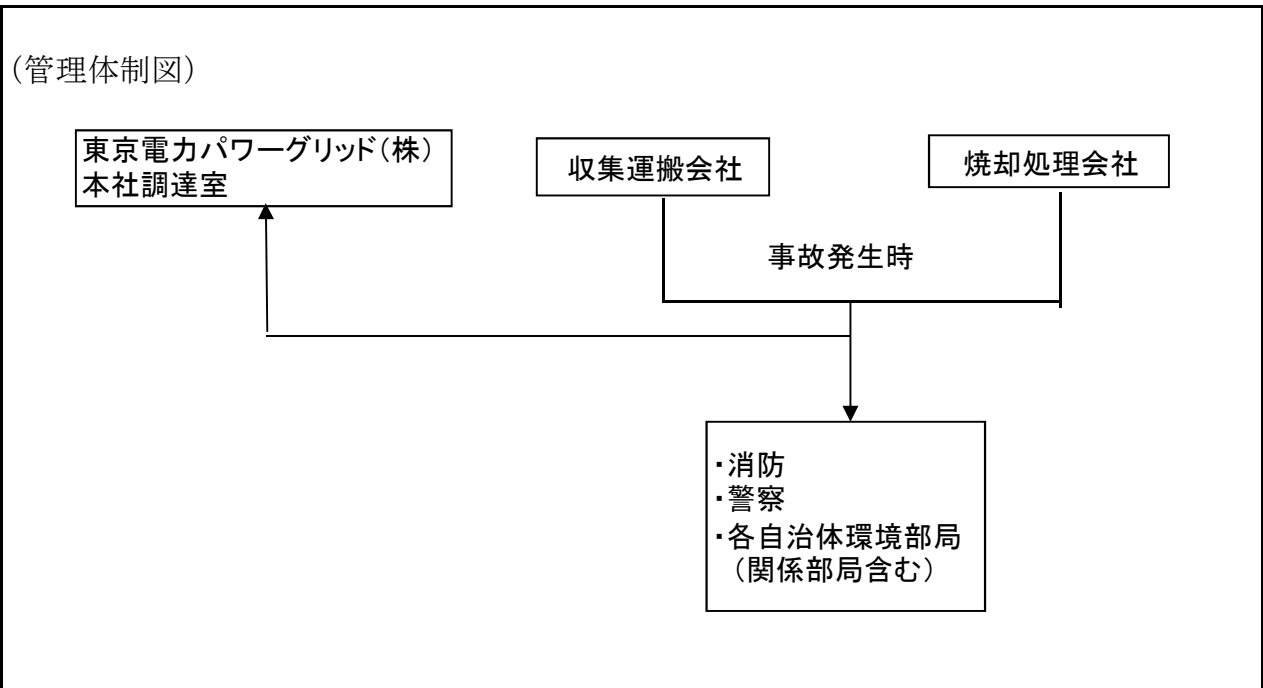 （管理体制図）
東京電力パワーグリッド（株）
本社調達室
収集運搬会社
焼却処理会社
事故発生時
・消防
・警察
・各自治体環境部局
（関係部局含む）